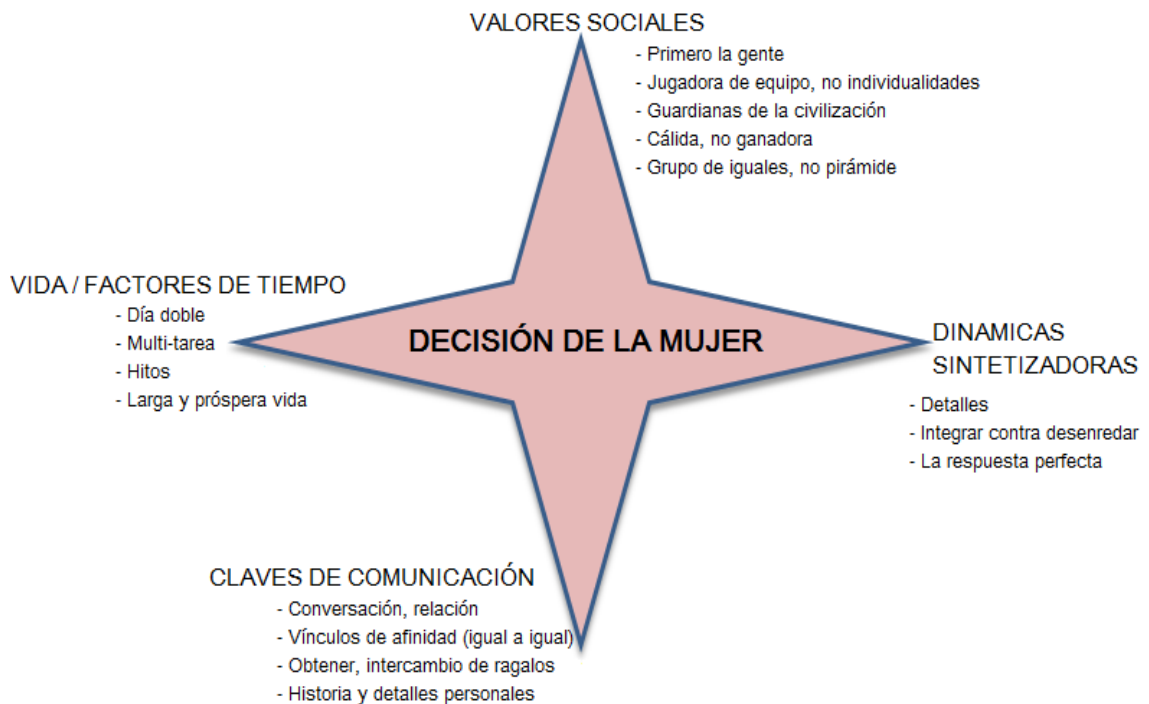 VALORES SOCIALES
- Primero la gente
- Jugadora de equipo, no individualidades
- Guardianas de la civilización
- Cálida, no ganadora
- Grupo de iguales, no pirámide
VIDA / FACTORES DE TIEMPO
- Día doble
- Multi-tarea
- Hitos
- Larga y próspera vida
DECISIÓN DE LA MUJER
DINAMICAS
SINTETIZADORAS
- Detalles
- Integrar contra desenredar
- La respuesta perfecta
CLAVES DE COMUNICACIÓN
- Conversación, relación
- Vínculos de afinidad (igual a igual)
- Obtener, intercambio de ragalos
- Historia y detalles personales